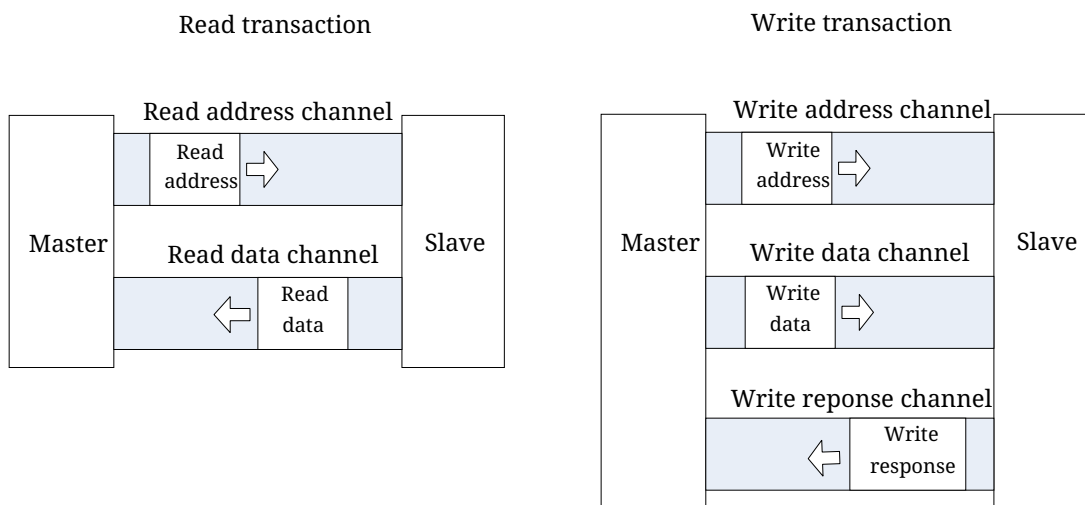 Read transaction
Read address channel
Read
address
Master
Slave
Read data channel
Read
data
Write transaction
Write address channel
Write
address
Master
Slave
Write data channel
Write
data
Write reponse channel
Write
response